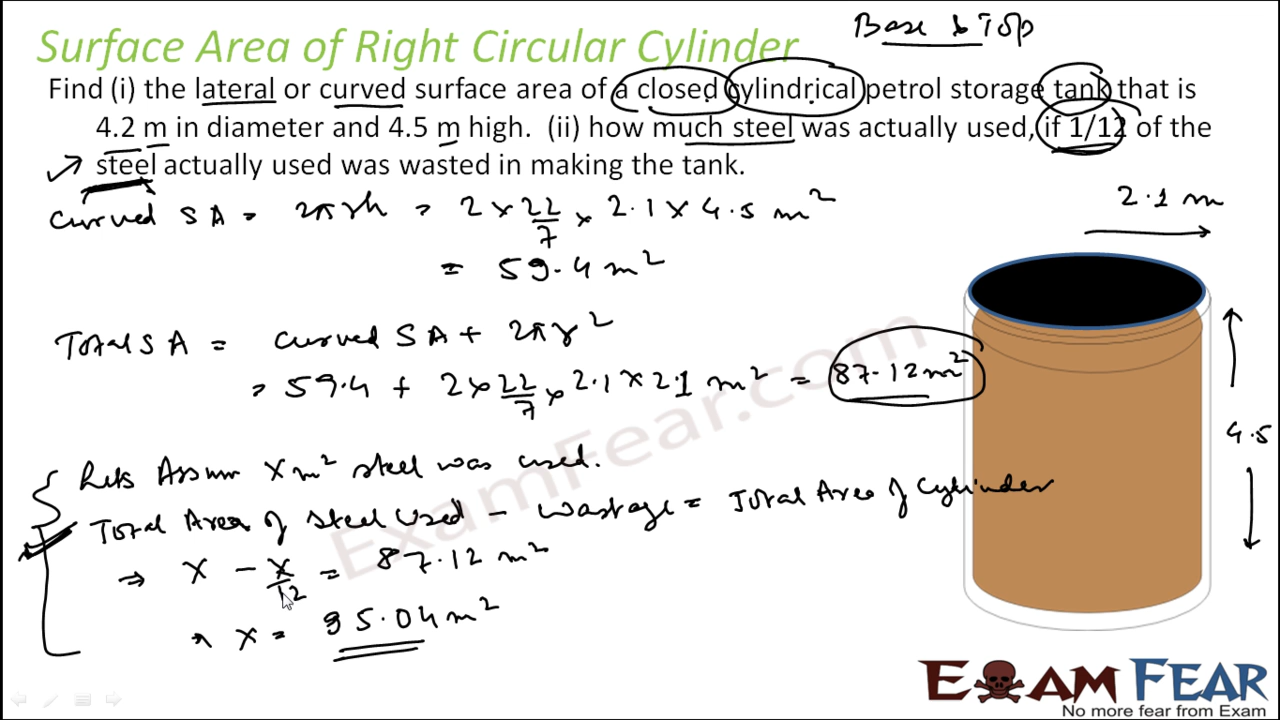 Base & Top
Surface Area of Right Circular Cylinder
Find (i) the lateral or curved surface area of a closed cylindrical petrol storage tank that is
4.2 m in diameter and 4.5 m high. (ii) how much steel was actually used, if 1/12 of the
steel actually used was wasted in making the tank.
Curved SA = 2πrh = 2 × 22/7 × 2.1 × 4.5 m²
= 59.4 m²
2.1 m
Total SA = Curved SA + 2πr²
= 59.4 + 2 × 22/7 × 2.1 × 2.1 m² = 87.12 m²
4.5
Lets Assum X m² steel was used.
Total Area of steel Used - wastage = Total Area of Cylinder
⇒ X - X/12 = 87.12 m²
⇒ X = 95.04 m²
ExamFear.com
EXAM FEAR
No more fear from Exam